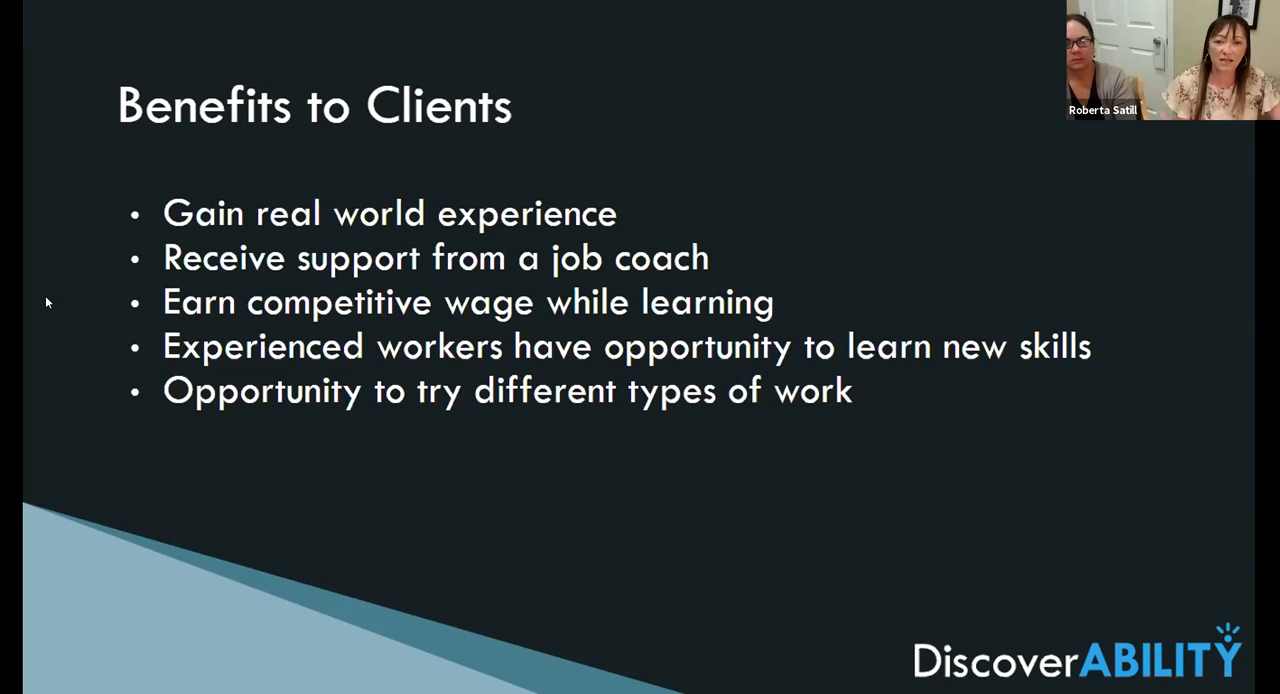 Benefits to Clients
Roberta Satill
• Gain real world experience
• Receive support from a job coach
• Earn competitive wage while learning
• Experienced workers have opportunity to learn new skills
• Opportunity to try different types of work
DiscoverABILITY